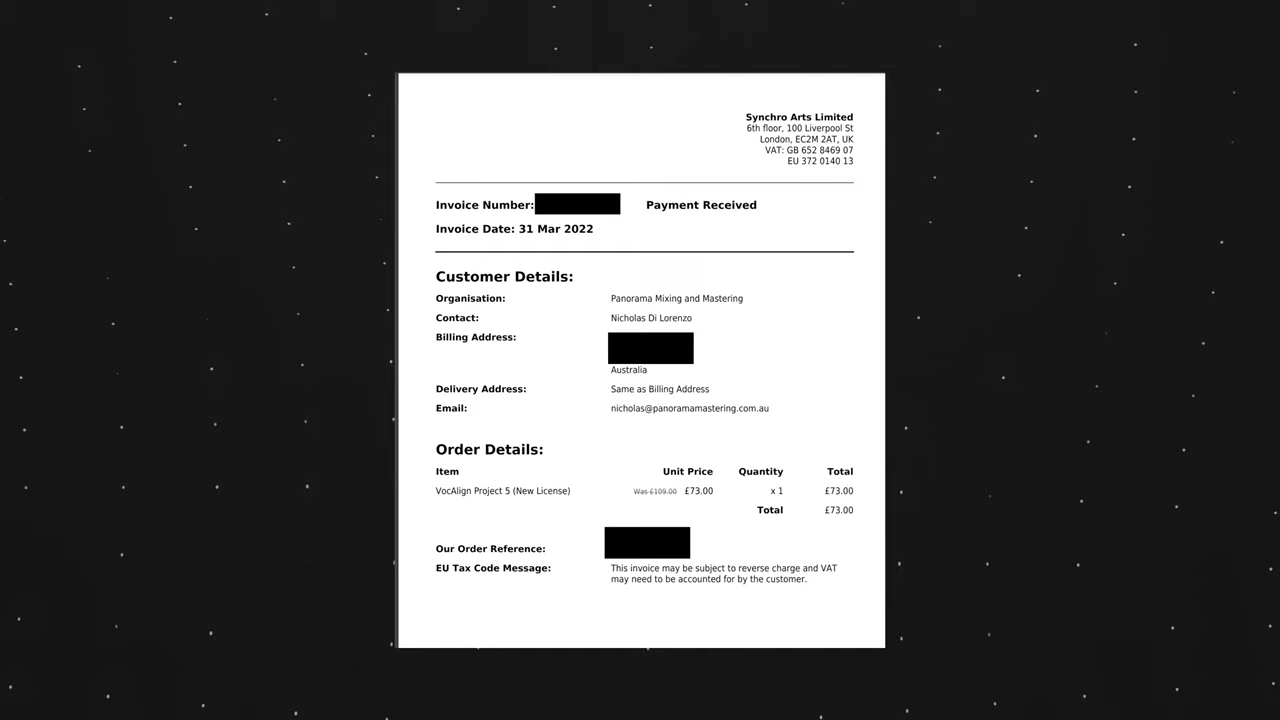 Synchro Arts Limited
6th floor, 100 Liverpool St
London, EC2M 2AT, UK
VAT: GB 652 8469 07
EU 372 0140 13
Invoice Number: Payment Received
Invoice Date: 31 Mar 2022
Customer Details:
Organisation: Panorama Mixing and Mastering
Contact: Nicholas Di Lorenzo
Billing Address:
Australia
Delivery Address: Same as Billing Address
Email: nicholas@panoramamastering.com.au
Order Details:
Item Unit Price Quantity Total
VocAlign Project 5 (New License) Was £109.00 £73.00 x 1 £73.00
Total £73.00
Our Order Reference:
EU Tax Code Message: This invoice may be subject to reverse charge and VAT
may need to be accounted for by the customer.